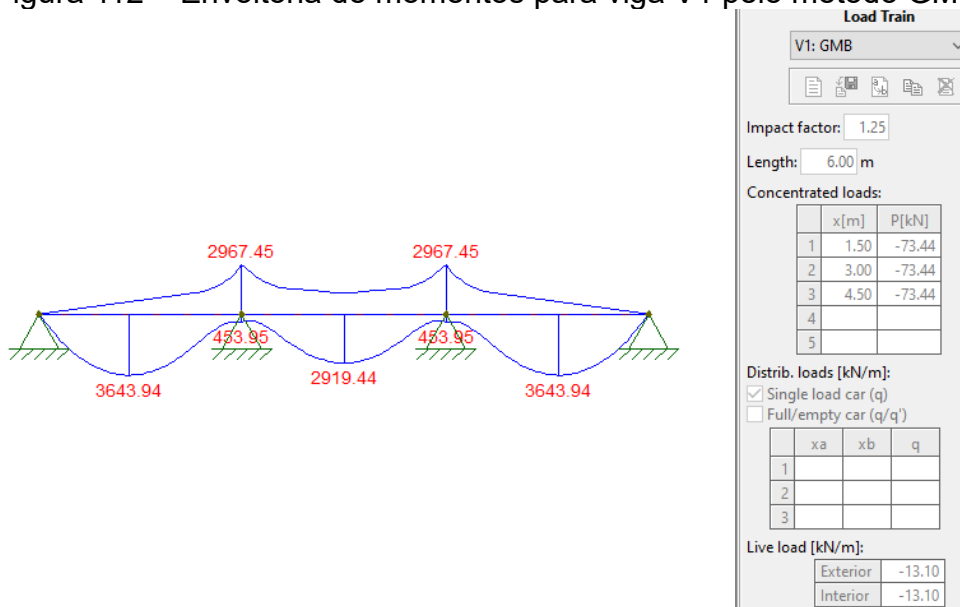 Load Train
V1: GMB
Impact factor: 1.25
Length: 6.00 m
Concentrated loads:
x[m] P[kN]
1 1.50 -73.44
2 3.00 -73.44
3 4.50 -73.44
4
5
Distrib. loads [kN/m]:
Single load car (q)
Full/empty car (q/q')
xa xb q
1
2
3
Live load [kN/m]:
Exterior -13.10
Interior -13.10
2967.45 2967.45
453.95 453.95
3643.94 2919.44 3643.94